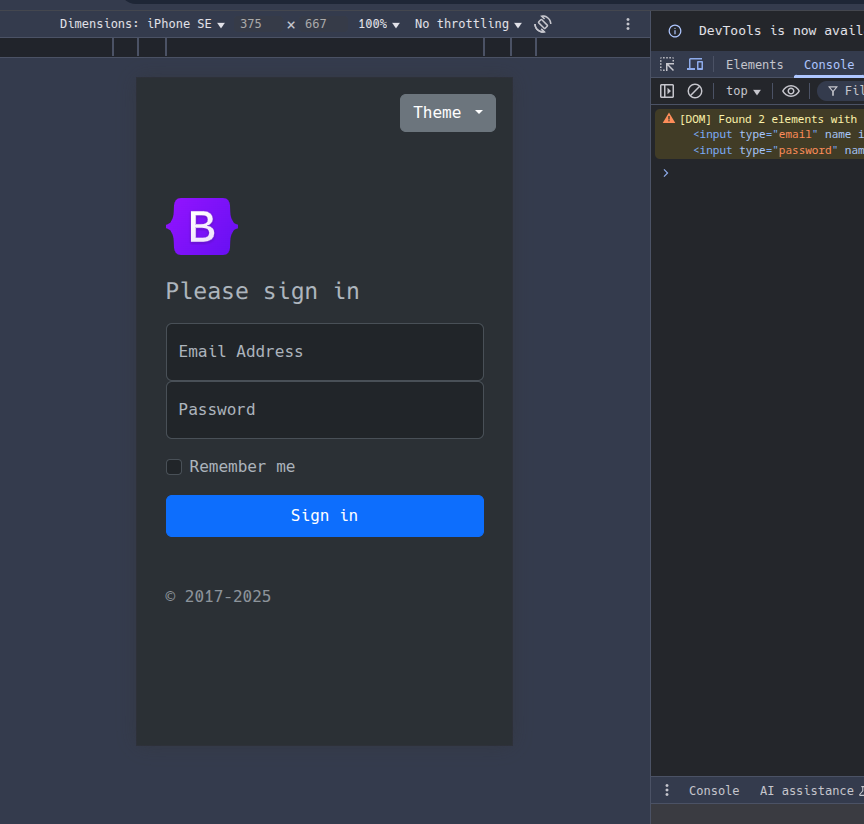 Dimensions: iPhone SE 375 × 667 100% No throttling
Theme
B
Please sign in
Email Address
Password
Remember me
Sign in
© 2017-2025
DevTools is now avail
Elements Console
top Fil
[DOM] Found 2 elements with
<input type="email" name i
<input type="password" nam
Console AI assistance